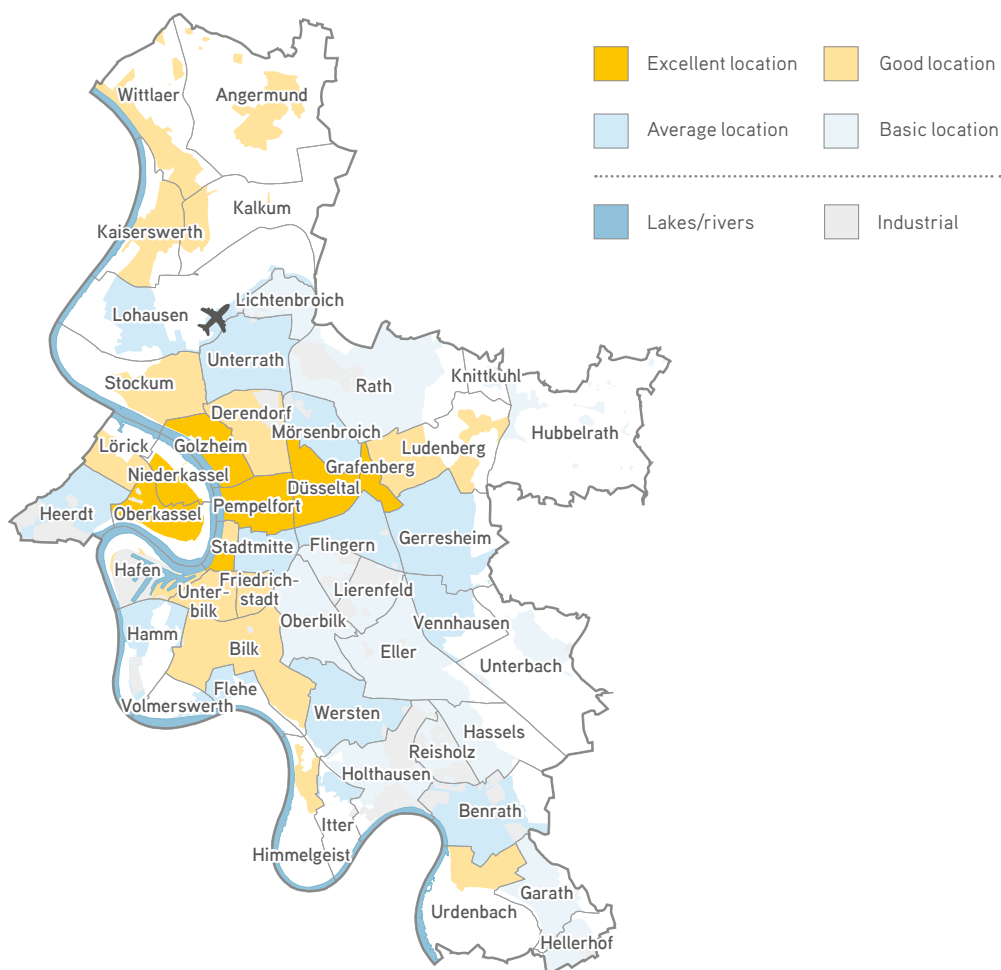 Excellent location
Good location
Average location
Basic location
Lakes/rivers
Industrial
Wittlaer
Angermund
Kalkum
Kaiserswerth
Lichtenbroich
Lohausen
Unterrath
Rath
Knittkuhl
Stockum
Derendorf
Mörsenbroich
Hubbelrath
Lörick
Golzheim
Ludenberg
Grafenberg
Niederkassel
Düsseltal
Pempelfort
Heerdt
Oberkassel
Gerresheim
Stadtmitte
Flingern
Hafen
Friedrich-
stadt
Unter-
bilk
Lierenfeld
Oberbilk
Vennhausen
Hamm
Bilk
Eller
Unterbach
Flehe
Volmerswerth
Wersten
Hassels
Reisholz
Holthausen
Benrath
Itter
Himmelgeist
Garath
Urdenbach
Hellerhof